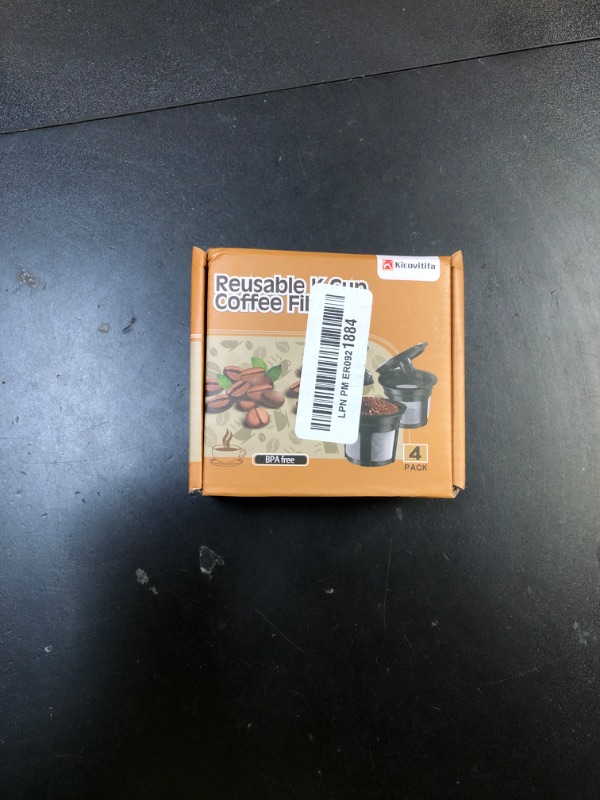 Kicovitifa
Reusable K Cup
Coffee Fil
LPN PM ER0921884
BPA free
4
PACK